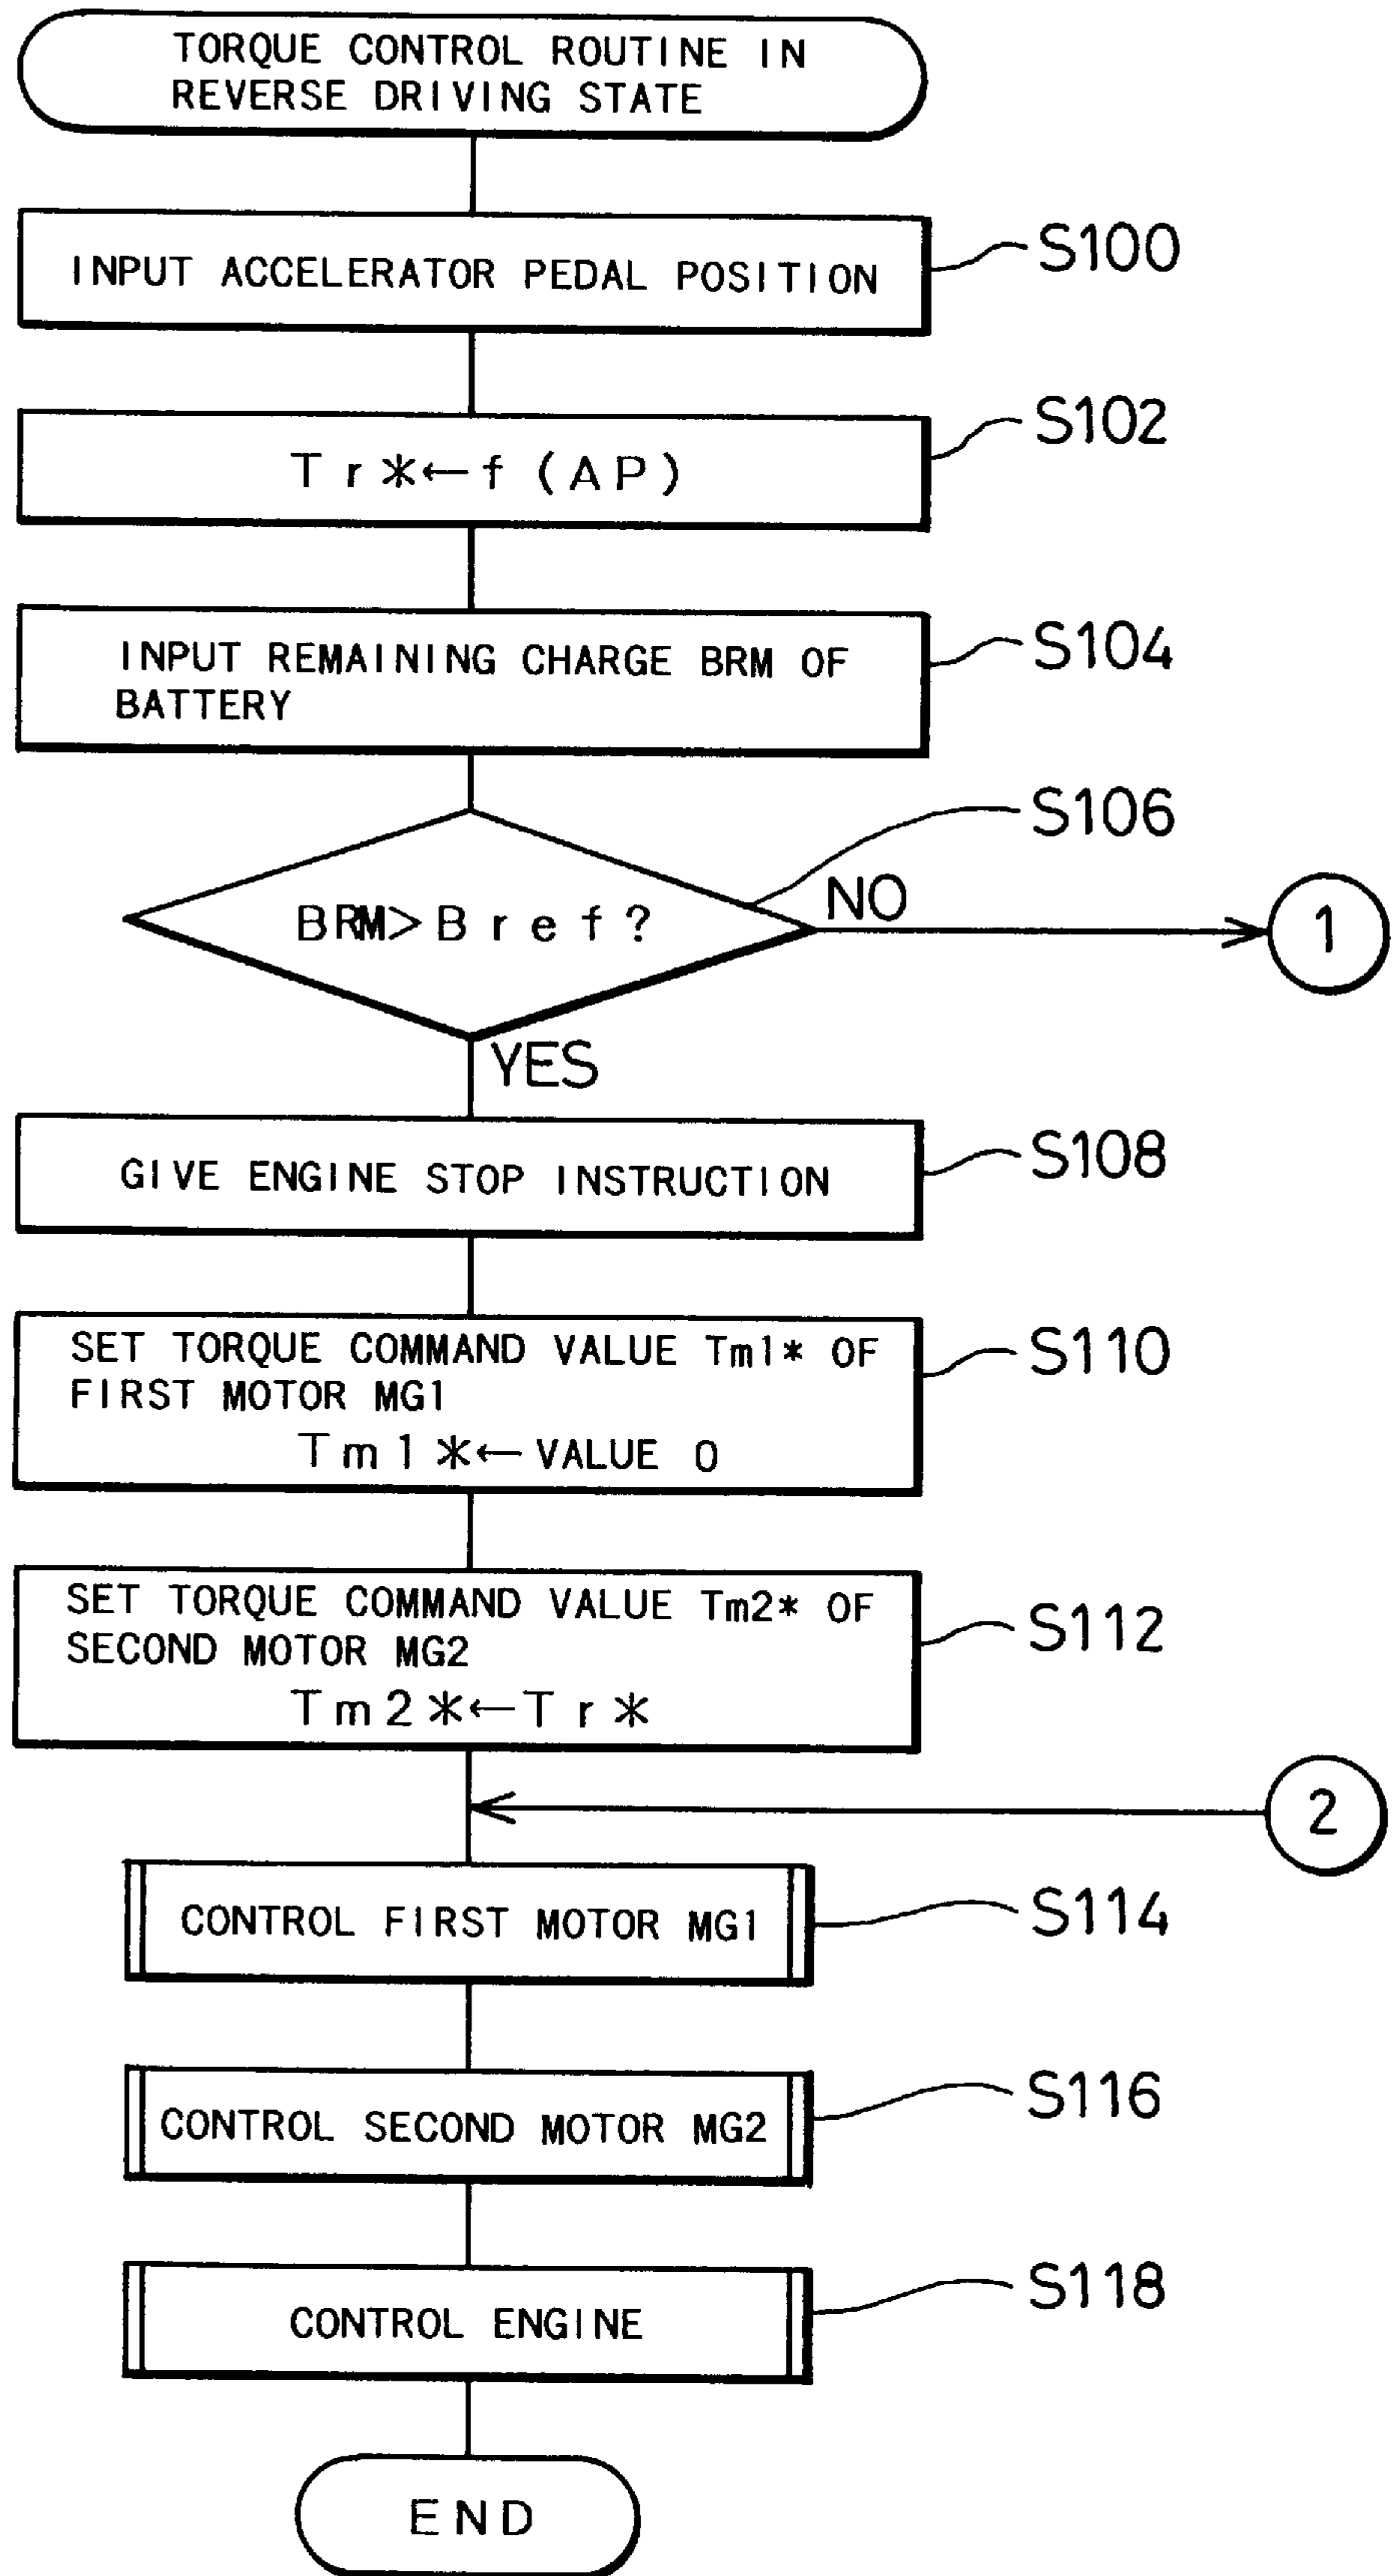 TORQUE CONTROL ROUTINE IN
REVERSE DRIVING STATE
INPUT ACCELERATOR PEDAL POSITION
S100
Tr*←f(AP)
S102
INPUT REMAINING CHARGE BRM OF
BATTERY
S104
BRM>Bref?
S106
NO
1
YES
GIVE ENGINE STOP INSTRUCTION
S108
SET TORQUE COMMAND VALUE Tm1* OF
FIRST MOTOR MG1
Tm1*←VALUE 0
S110
SET TORQUE COMMAND VALUE Tm2* OF
SECOND MOTOR MG2
Tm2*←Tr*
S112
2
CONTROL FIRST MOTOR MG1
S114
CONTROL SECOND MOTOR MG2
S116
CONTROL ENGINE
S118
END